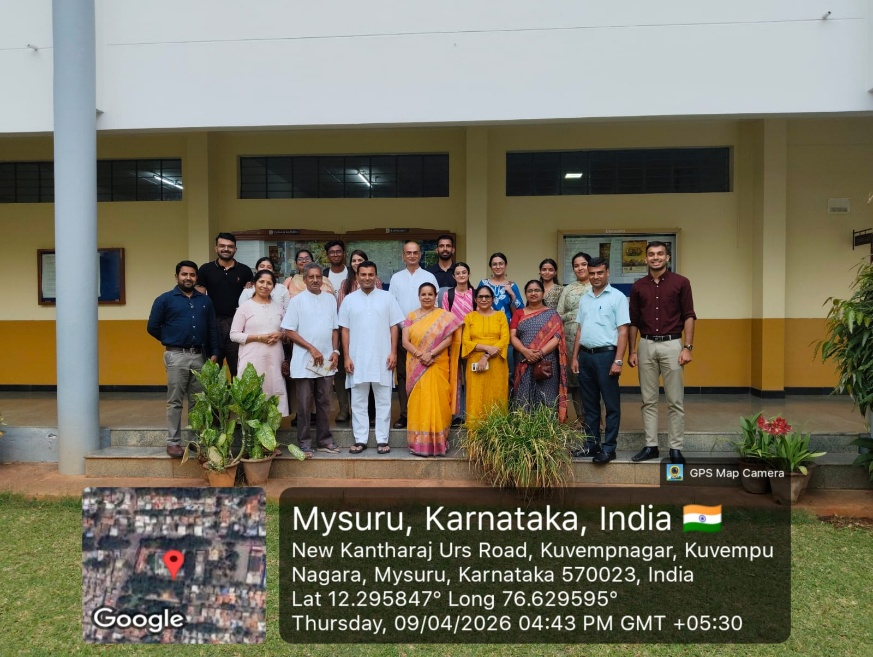 GPS Map Camera
Mysuru, Karnataka, India
New Kantharaj Urs Road, Kuvempnagar, Kuvempu
Nagara, Mysuru, Karnataka 570023, India
Lat 12.295847° Long 76.629595°
Thursday, 09/04/2026 04:43 PM GMT +05:30
Google